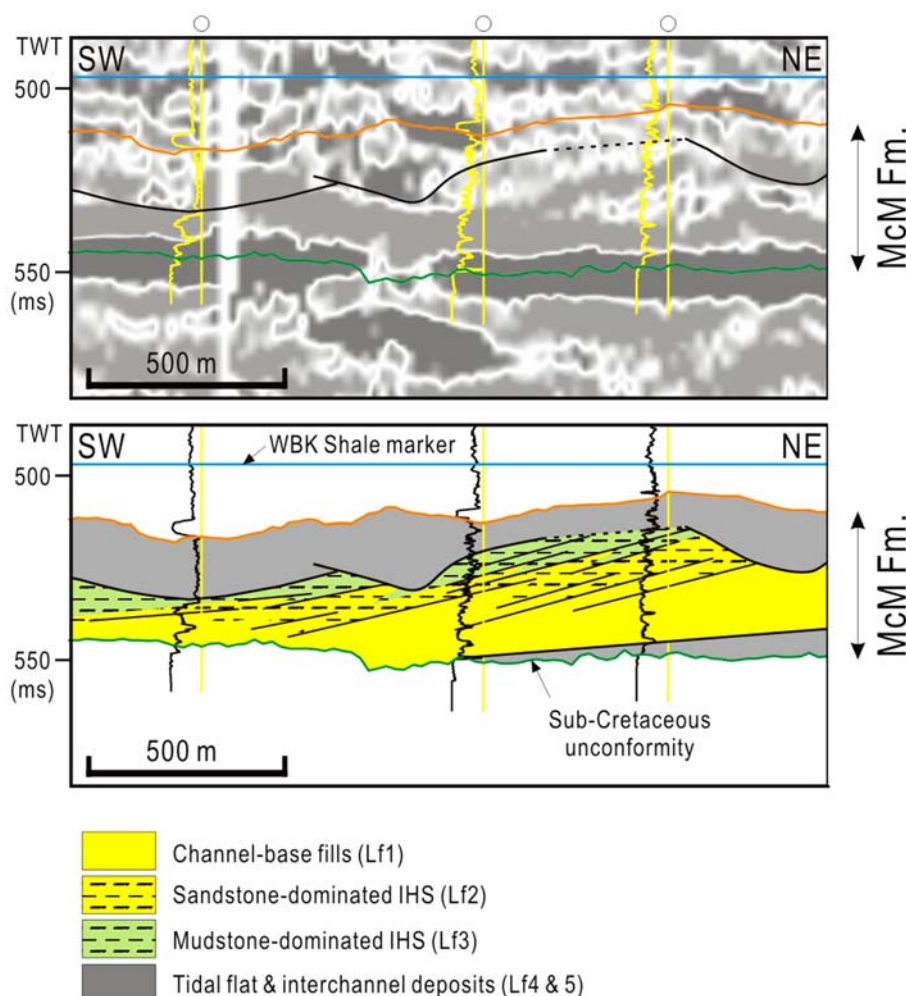 TWT
SW
NE
500
550
(ms)
500 m
McM Fm.
TWT
SW
WBK Shale marker
NE
500
550
(ms)
Sub-Cretaceous
unconformity
500 m
McM Fm.
Channel-base fills (Lf1)
Sandstone-dominated IHS (Lf2)
Mudstone-dominated IHS (Lf3)
Tidal flat & interchannel deposits (Lf4 & 5)